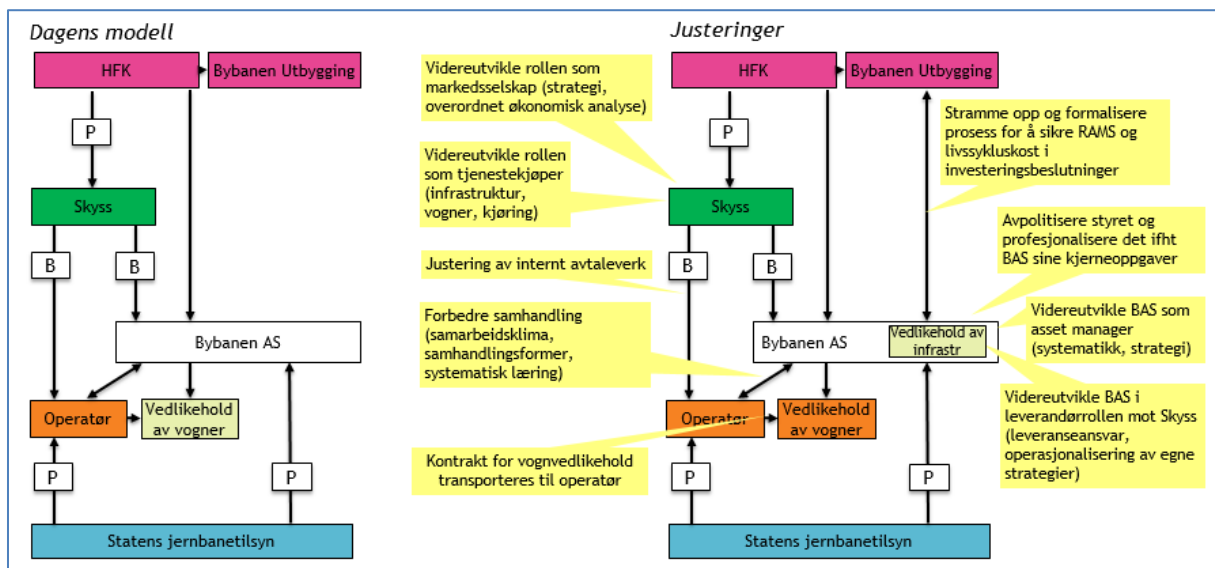 Dagens modell
HFK
Bybanen Utbygging
P
Skyss
B
B
Bybanen AS
Operatør
Vedlikehold
av vogner
P
P
Statens jernbanetilsyn
Justeringer
Videreutvikle rollen som
markedsselskap (strategi,
overordnet økonomisk analyse)
Videreutvikle rollen
som tjenestekjøper
(infrastruktur,
vogner, kjøring)
Justering av internt avtaleverk
Forbedre samhandling
(samarbeidsklima,
samhandlingsformer,
systematisk læring)
Kontrakt for vognvedlikehold
transporteres til operatør
HFK
Bybanen Utbygging
P
Skyss
B
B
Bybanen AS
Vedlikehold av
infrastr
Operatør
Vedlikehold
av vogner
P
P
Statens jernbanetilsyn
Stramme opp og formalisere
prosess for å sikre RAMS og
livssykluskost i
investeringsbeslutninger
Avpolitisere styret og
profesjonalisere det ifht
BAS sine kjerneoppgaver
Videreutvikle BAS som
asset manager
(systematikk, strategi)
Videreutvikle BAS i
leverandørrollen mot Skyss
(leveranseansvar,
operasjonalisering av egne
strategier)